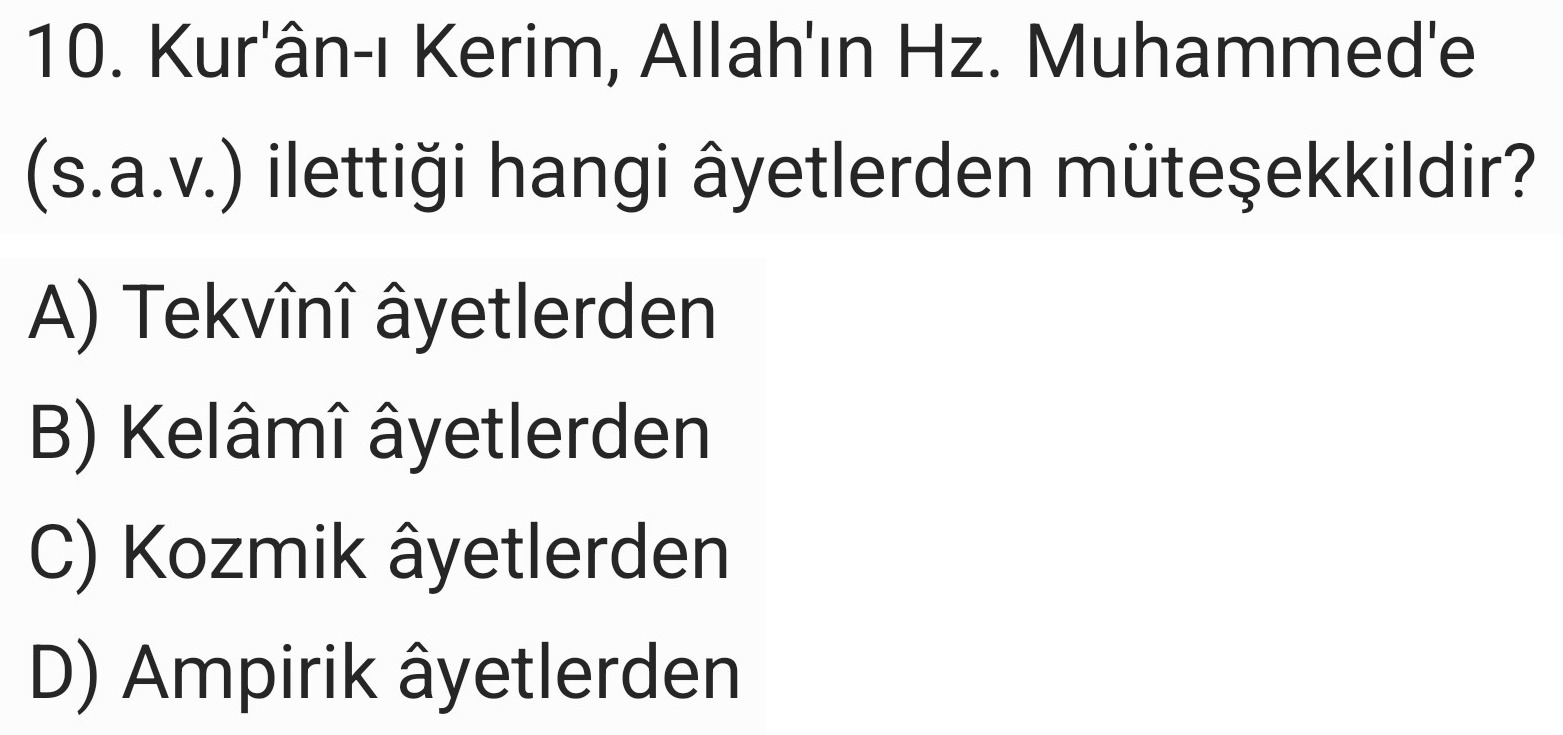 10. Kur'ân-ı Kerim, Allah'ın Hz. Muhammed'e
(s.a.v.) ilettiği hangi âyetlerden müteşekkildir?
A) Tekvînî âyetlerden
B) Kelâmî âyetlerden
C) Kozmik âyetlerden
D) Ampirik âyetlerden